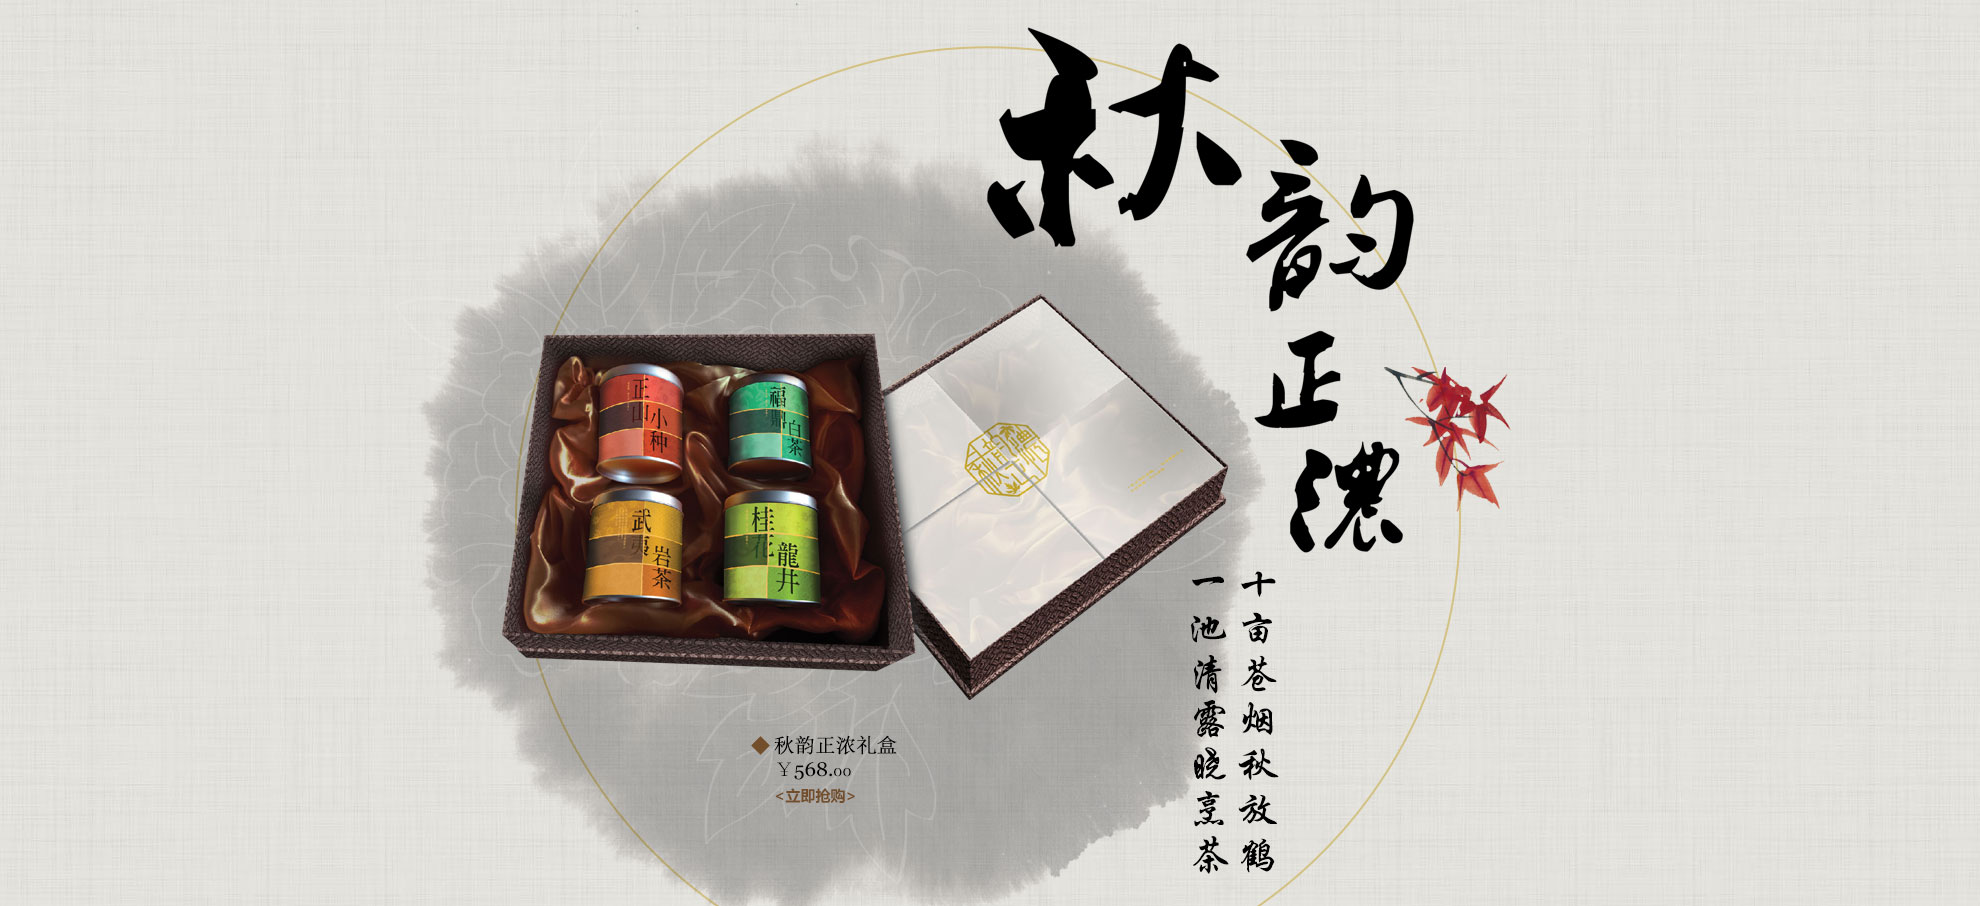 秋韵正濃
十亩苍烟秋放鹤
一池清露晓烹茶
正山
小种
福鼎
白茶
武夷
岩茶
桂花
龍井
秋韵正浓礼盒
￥568.00
<立即抢购>